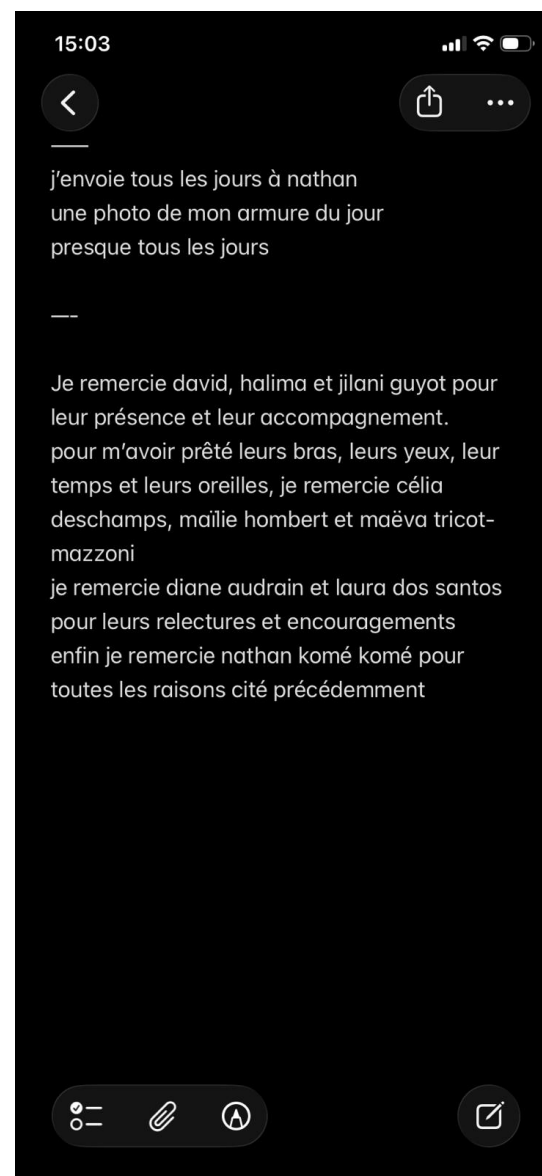 15:03
j'envoie tous les jours à nathan
une photo de mon armure du jour
presque tous les jours
—-
Je remercie david, halima et jilani guyot pour
leur présence et leur accompagnement.
pour m'avoir prêté leurs bras, leurs yeux, leur
temps et leurs oreilles, je remercie célia
deschamps, maïlie hombert et maëva tricot-
mazzoni
je remercie diane audrain et laura dos santos
pour leurs relectures et encouragements
enfin je remercie nathan komé komé pour
toutes les raisons cité précédemment